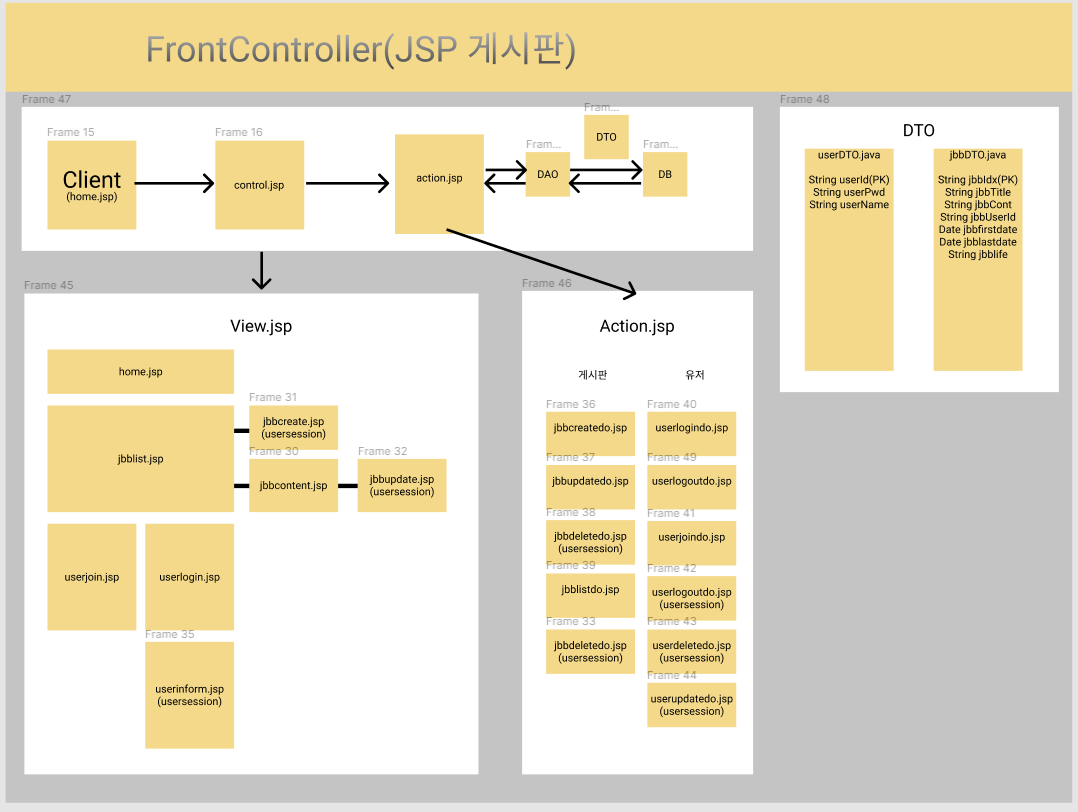 FrontController(JSP 게시판)
Frame 47
Frame 15
Client
(home.jsp)
Frame 16
control.jsp
action.jsp
Fram...
DAO
Fram...
DTO
Fram...
DB
Frame 48
DTO
userDTO.java
String userId(PK)
String userPwd
String userName
jbbDTO.java
String jbbIdx(PK)
String jbbTitle
String jbbCont
String jbbUserId
Date jbbfirstdate
Date jbblastdate
String jbblife
Frame 45
View.jsp
home.jsp
jbblist.jsp
Frame 31
jbbcreate.jsp
(usersession)
Frame 30
jbbcontent.jsp
Frame 32
jbbupdate.jsp
(usersession)
userjoin.jsp
userlogin.jsp
Frame 35
userinform.jsp
(usersession)
Frame 46
Action.jsp
게시판
Frame 36
jbbcreatedo.jsp
Frame 37
jbbupdatedo.jsp
Frame 38
jbbdeletedo.jsp
(usersession)
Frame 39
jbblistdo.jsp
Frame 33
jbbdeletedo.jsp
(usersession)
유저
Frame 40
userlogindo.jsp
Frame 49
userlogoutdo.jsp
Frame 41
userjoindo.jsp
Frame 42
userlogoutdo.jsp
(usersession)
Frame 43
userdeletedo.jsp
(usersession)
Frame 44
userupdatedo.jsp
(usersession)